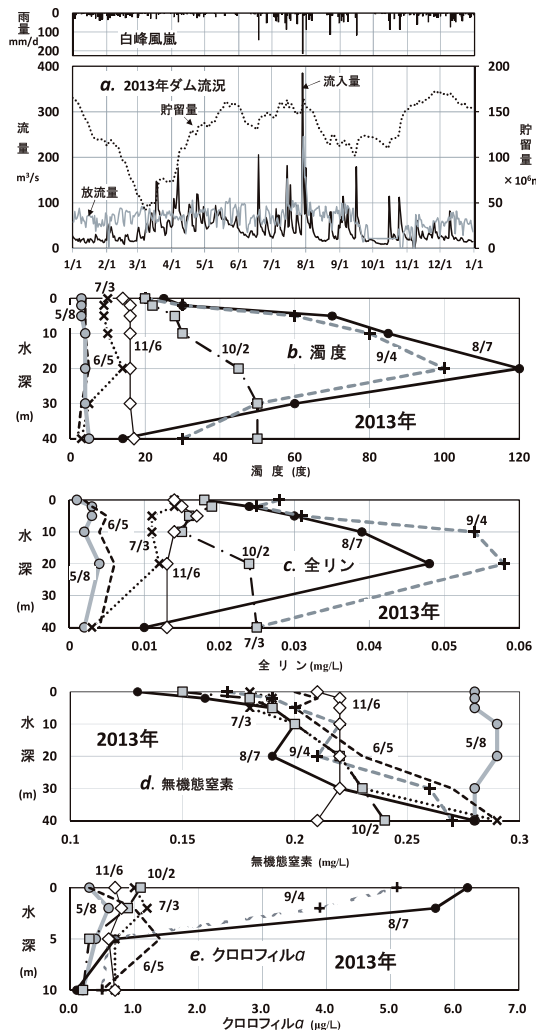 雨量 mm/d
0
100
200
白峰風嵐
a. 2013年ダム流況
流入量
貯留量
放流量
流量 m³/s
400
300
200
100
0
貯留量 ×10⁶m
200
150
100
50
0
1/1 2/1 3/1 4/1 5/1 6/1 7/1 8/1 9/1 10/1 11/1 12/1 1/1
水深 (m)
0
10
20
30
40
7/3
5/8
6/5
11/6
10/2
b. 濁度
9/4
8/7
2013年
0 20 40 60 80 100 120
濁度 (度)
水深 (m)
0
10
20
30
40
6/5
5/8
7/3
11/6
10/2
8/7
9/4
c. 全リン
2013年
7/3
0 0.01 0.02 0.03 0.04 0.05 0.06
全リン (mg/L)
水深 (m)
0
10
20
30
40
2013年
7/3
11/6
8/7
9/4
6/5
5/8
d. 無機態窒素
10/2
0.1 0.15 0.2 0.25 0.3
無機態窒素 (mg/L)
水深 (m)
0
5
10
11/6
10/2
5/8
7/3
9/4
8/7
6/5
e. クロロフィルa
2013年
0.0 1.0 2.0 3.0 4.0 5.0 6.0 7.0
クロロフィルa (μg/L)